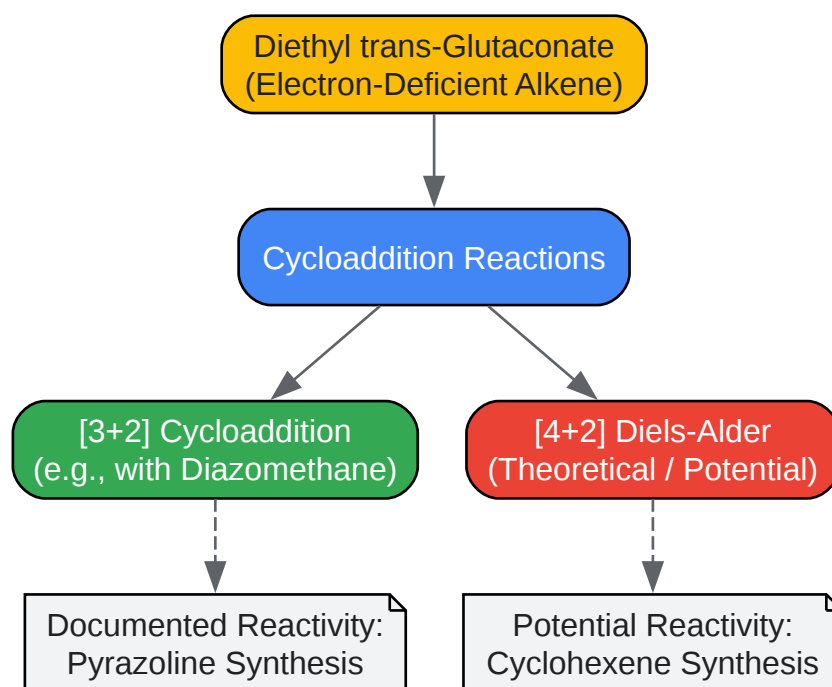 Diethyl trans-Glutaconate
(Electron-Deficient Alkene)
Cycloaddition Reactions
[3+2] Cycloaddition
(e.g., with Diazomethane)
[4+2] Diels-Alder
(Theoretical / Potential)
Documented Reactivity:
Pyrazoline Synthesis
Potential Reactivity:
Cyclohexene Synthesis